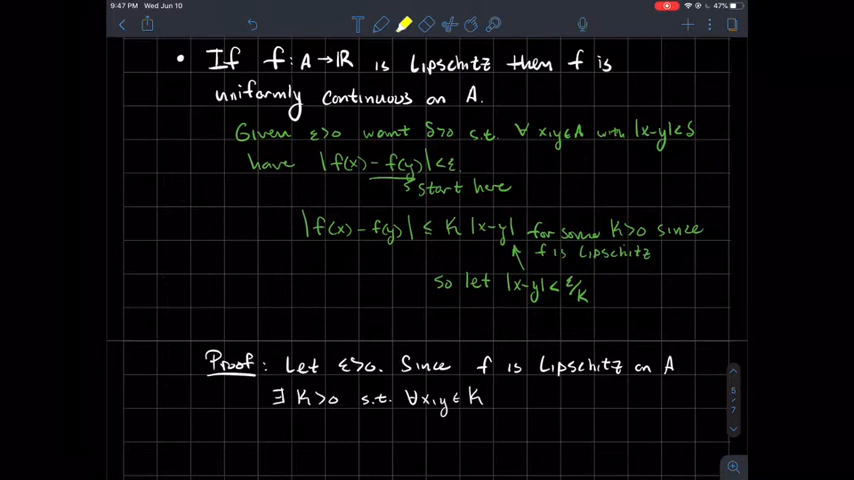 9:47 PM Wed Jun 10
47%
• If f: A→ℝ is Lipschitz then f is
uniformly continuous on A.
Given ε>0 want δ>0 s.t. ∀ x,y∈A with |x-y|<δ
have |f(x) - f(y)|<ε.
start here
|f(x) - f(y)| ≤ K |x-y| for some K>0 since
f is Lipschitz
so let |x-y| < ε/K
Proof: Let ε>0. Since f is Lipschitz on A
∃ K>0 s.t. ∀x,y∈ K
5
/
7